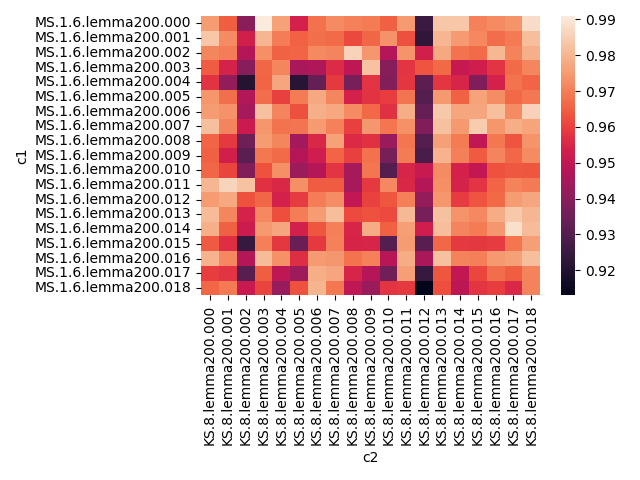 MS.1.6.lemma200.000
MS.1.6.lemma200.001
MS.1.6.lemma200.002
MS.1.6.lemma200.003
MS.1.6.lemma200.004
MS.1.6.lemma200.005
MS.1.6.lemma200.006
MS.1.6.lemma200.007
MS.1.6.lemma200.008
MS.1.6.lemma200.009
MS.1.6.lemma200.010
MS.1.6.lemma200.011
MS.1.6.lemma200.012
MS.1.6.lemma200.013
MS.1.6.lemma200.014
MS.1.6.lemma200.015
MS.1.6.lemma200.016
MS.1.6.lemma200.017
MS.1.6.lemma200.018
c1
KS.8.lemma200.000
KS.8.lemma200.001
KS.8.lemma200.002
KS.8.lemma200.003
KS.8.lemma200.004
KS.8.lemma200.005
KS.8.lemma200.006
KS.8.lemma200.007
KS.8.lemma200.008
KS.8.lemma200.009
KS.8.lemma200.010
KS.8.lemma200.011
KS.8.lemma200.012
KS.8.lemma200.013
KS.8.lemma200.014
KS.8.lemma200.015
KS.8.lemma200.016
KS.8.lemma200.017
KS.8.lemma200.018
c2
0.99
0.98
0.97
0.96
0.95
0.94
0.93
0.92